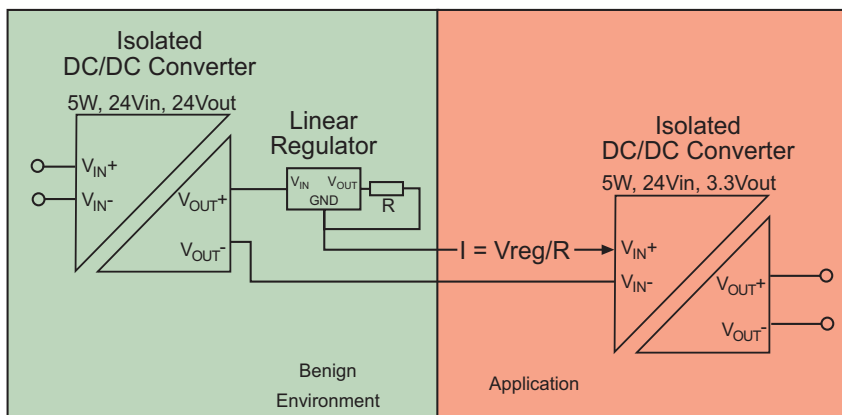 Isolated
DC/DC Converter
5W, 24Vin, 24Vout
VIN+
VIN-
VOUT+
VOUT-
Linear
Regulator
VIN
VOUT
GND
R
I = Vreg/R
Isolated
DC/DC Converter
5W, 24Vin, 3.3Vout
VIN+
VIN-
VOUT+
VOUT-
Benign
Environment
Application